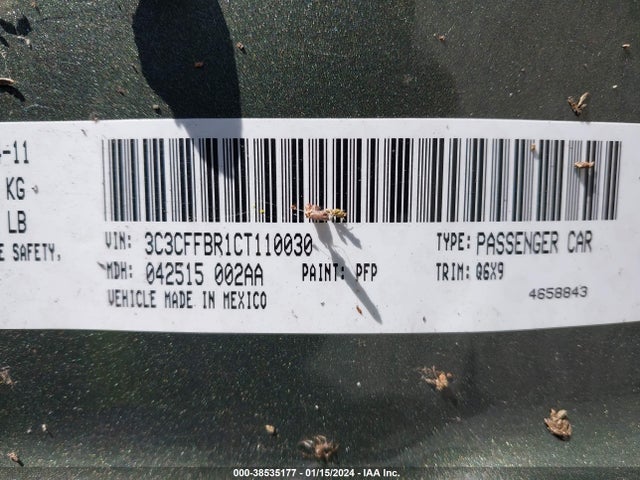 -11
KG
LB
E SAFETY,
VIN: 3C3CFFBR1CT110030 TYPE: PASSENGER CAR
MDH: 042515 002AA PAINT: PFP TRIM: Q6X9
VEHICLE MADE IN MEXICO
4658843
000-38535177 - 01/15/2024 - IAA Inc.